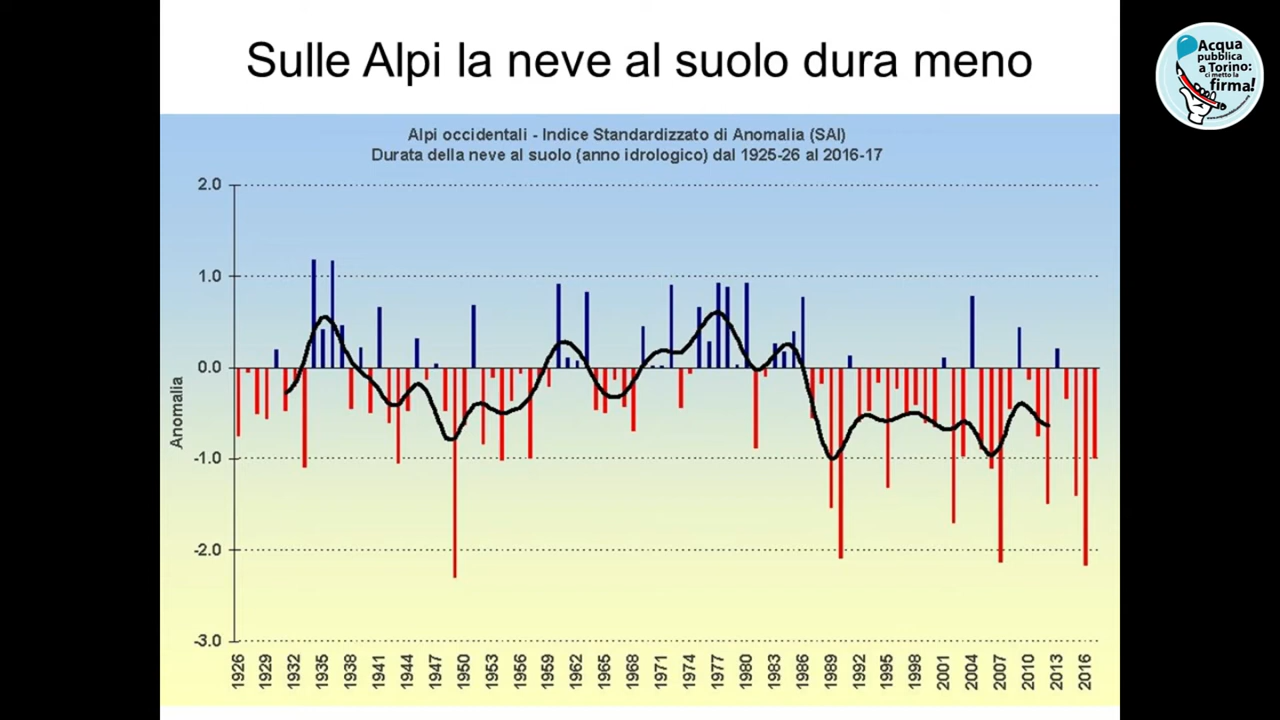 Sulle Alpi la neve al suolo dura meno
Acqua
pubblica
a Torino:
ci metto la
firma!
Alpi occidentali - Indice Standardizzato di Anomalia (SAI)
Durata della neve al suolo (anno idrologico) dal 1925-26 al 2016-17
2.0
1.0
0.0
-1.0
-2.0
-3.0
Anomalia
1926 1929 1932 1935 1938 1941 1944 1947 1950 1953 1956 1959 1962 1965 1968 1971 1974 1977 1980 1983 1986 1989 1992 1995 1998 2001 2004 2007 2010 2013 2016